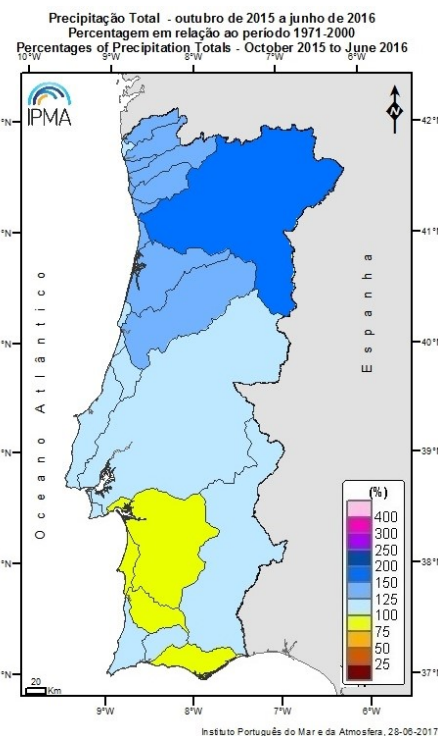 Precipitação Total - outubro de 2015 a junho de 2016
Percentagem em relação ao período 1971-2000
Percentages of Precipitation Totals - October 2015 to June 2016
10°W 9°W 8°W 7°W 6°W
IPMA
N
°N 42°N
°N 41°N
°N 40°N
°N 39°N
°N 38°N
°N 37°N
Oceano Atlântico
Espanha
(%)
400
300
250
200
150
125
100
75
50
25
20
Km
9°W 8°W 7°W 6°W
Instituto Português do Mar e da Atmosfera, 28-06-2017